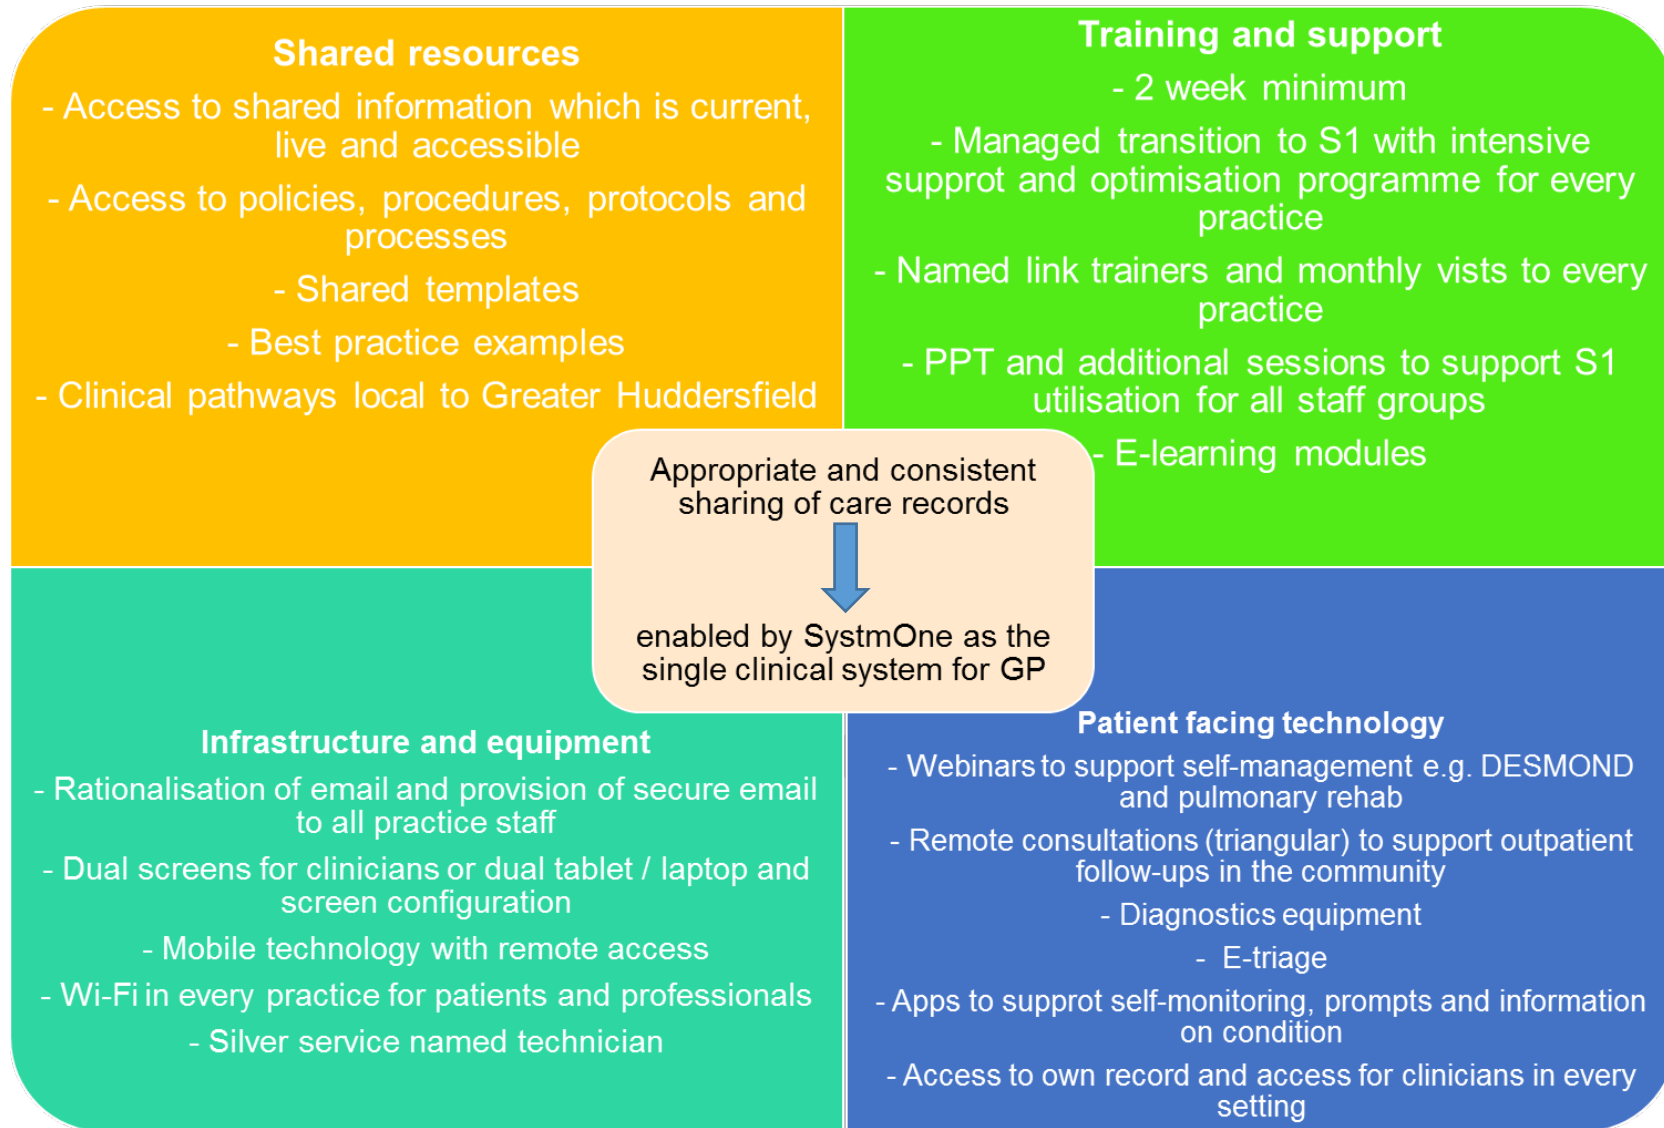 Shared resources
- Access to shared information which is current,
live and accessible
- Access to policies, procedures, protocols and
processes
- Shared templates
- Best practice examples
- Clinical pathways local to Greater Huddersfield
Training and support
- 2 week minimum
- Managed transition to S1 with intensive
supprot and optimisation programme for every
practice
- Named link trainers and monthly vists to every
practice
- PPT and additional sessions to support S1
utilisation for all staff groups
- E-learning modules
Appropriate and consistent
sharing of care records
enabled by SystmOne as the
single clinical system for GP
Infrastructure and equipment
- Rationalisation of email and provision of secure email
to all practice staff
- Dual screens for clinicians or dual tablet / laptop and
screen configuration
- Mobile technology with remote access
- Wi-Fi in every practice for patients and professionals
- Silver service named technician
Patient facing technology
- Webinars to support self-management e.g. DESMOND
and pulmonary rehab
- Remote consultations (triangular) to support outpatient
follow-ups in the community
- Diagnostics equipment
- E-triage
- Apps to supprot self-monitoring, prompts and information
on condition
- Access to own record and access for clinicians in every
setting